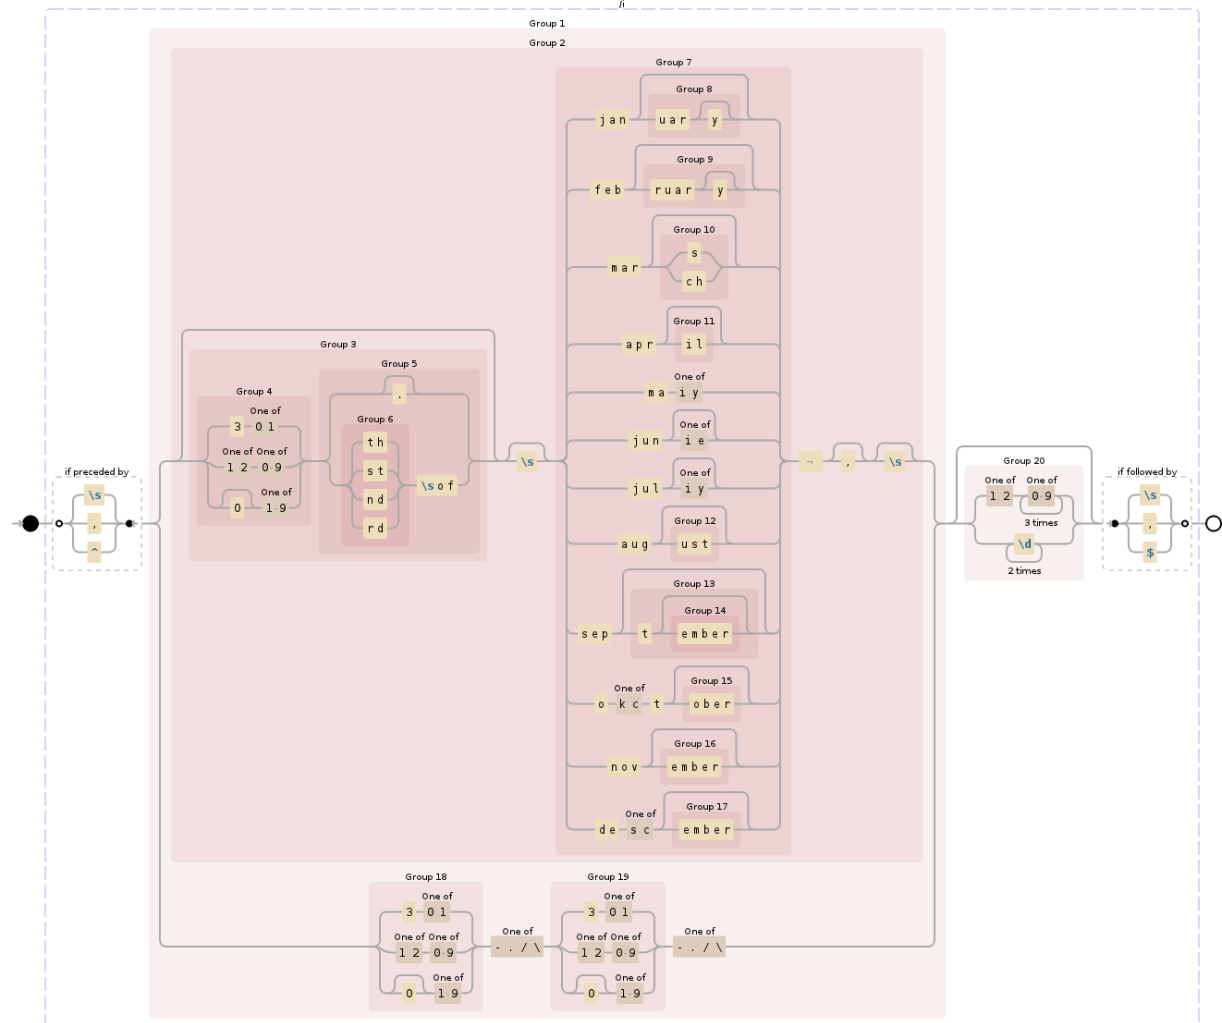 /i
Group 1
Group 2
Group 7
Group 8
jan uar y
Group 9
feb ruar y
Group 10
s
mar
ch
Group 11
Group 3
apr il
Group 5
One of
Group 4
. ma i y
One of
3 0 1
Group 6
One of
th
jun i e
One of One of
1 2 0-9
st
\s
¬ , \s
Group 20
if preceded by
One of
\s of
One of
jul i y
nd
if followed by
\s
0 1-9
One of One of
1 2 0-9
\s
rd
Group 12
3 times
,
,
aug ust
\d
^
$
2 times
Group 13
Group 14
sep t ember
Group 15
One of
o k c t ober
Group 16
nov ember
Group 17
One of
de s c ember
Group 18 Group 19
One of One of
3 0 1 3 0 1
One of One of One of One of One of One of
1 2 0-9 - . / \ 1 2 0-9 - . / \
One of One of
0 1-9 0 1-9